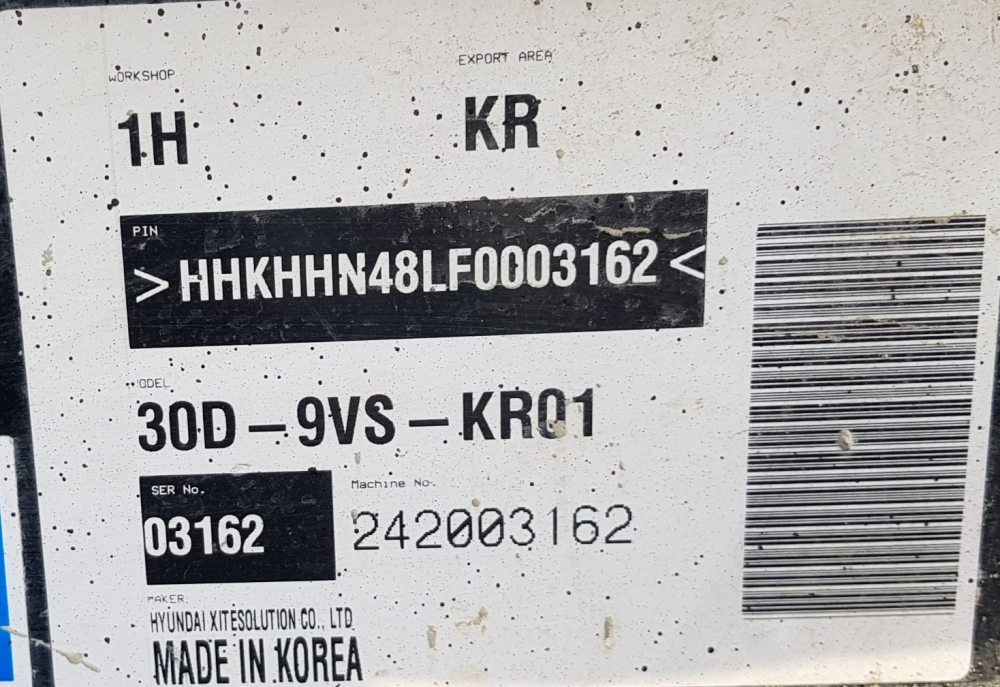 WORKSHOP
EXPORT AREA
1H
KR
PIN
>HHKHHN48LF0003162<
MODEL
30D-9VS-KR01
SER No.
Machine No.
03162
242003162
MAKER
HYUNDAI XITESOLUTION CO., LTD
MADE IN KOREA